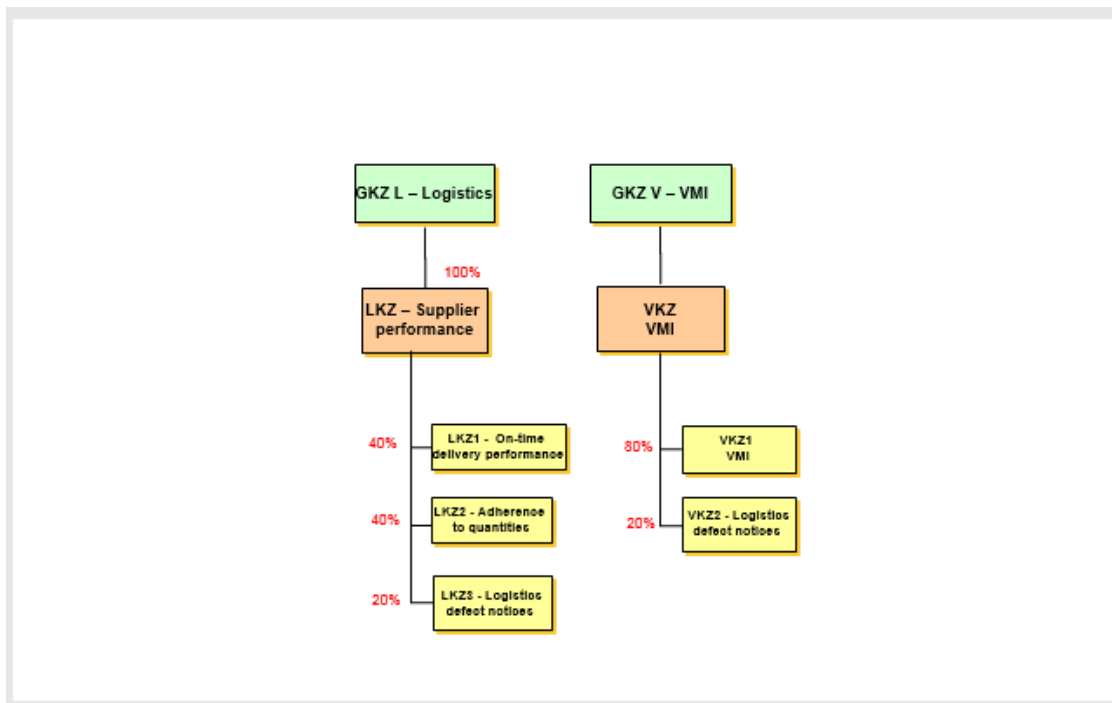 GKZ L – Logistics
GKZ V – VMI
100%
LKZ – Supplier
performance
VKZ
VMI
40%
LKZ1 - On-time
delivery performance
80%
VKZ1
VMI
40%
LKZ2 - Adherence
to quantities
20%
VKZ2 - Logistics
defect notices
20%
LKZ3 - Logistics
defect notices